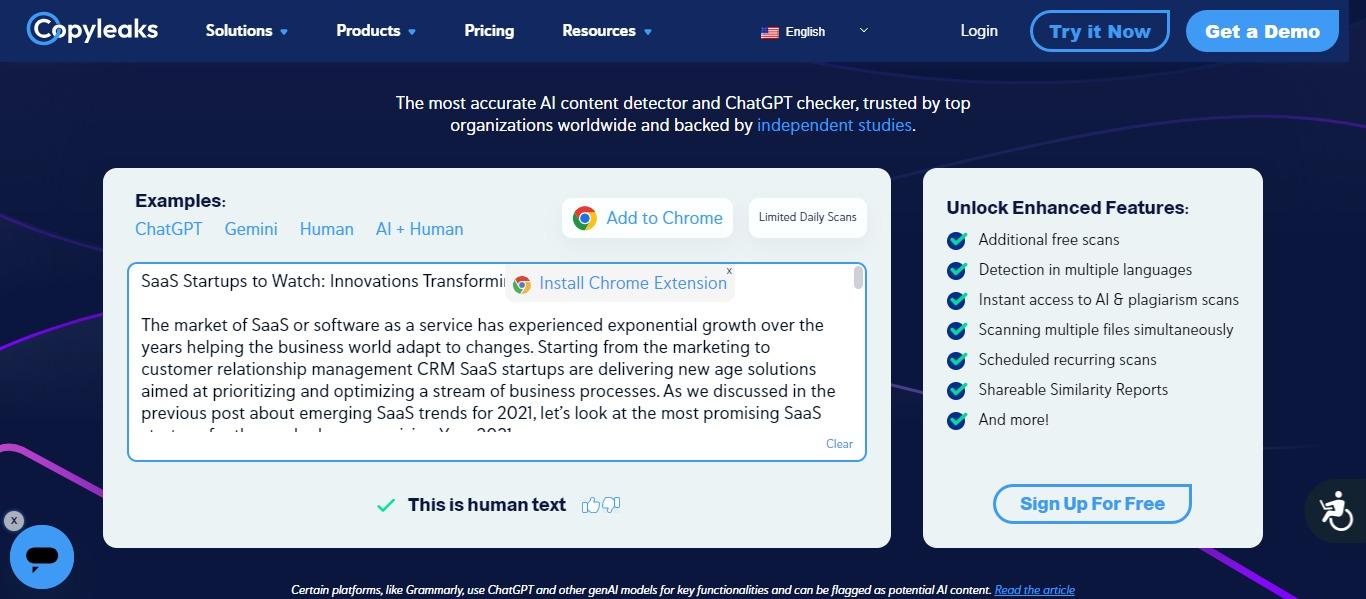 Copyleaks
Solutions
Products
Pricing
Resources
English
Login
Try it Now
Get a Demo
The most accurate AI content detector and ChatGPT checker, trusted by top
organizations worldwide and backed by independent studies.
Examples:
ChatGPT
Gemini
Human
AI + Human
Add to Chrome
Limited Daily Scans
SaaS Startups to Watch: Innovations
Install Chrome Extension
x
The market of SaaS or software as a service has experienced exponential growth over the
years helping the business world adapt to changes. Starting from the marketing to
customer relationship management CRM SaaS startups are delivering new age solutions
aimed at prioritizing and optimizing a stream of business processes. As we discussed in the
previous post about emerging SaaS trends for 2021, let's look at the most promising SaaS
Clear
This is human text
Unlock Enhanced Features:
Additional free scans
Detection in multiple languages
Instant access to AI & plagiarism scans
Scanning multiple files simultaneously
Scheduled recurring scans
Shareable Similarity Reports
And more!
Sign Up For Free
x
Certain platforms, like Grammarly, use ChatGPT and other genAI models for key functionalities and can be flagged as potential AI content. Read the article